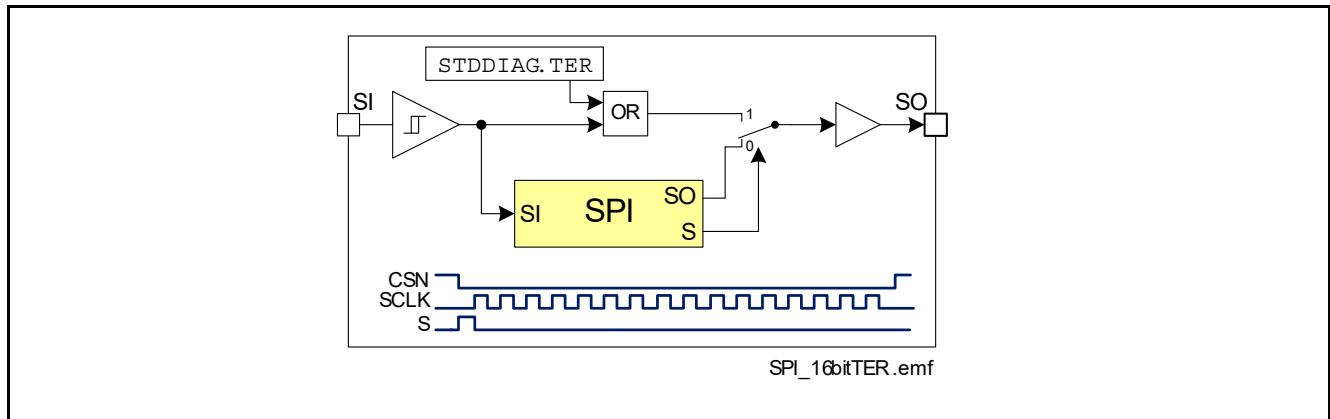 STDDIAG.TER
SI
SO
OR
1
0
SO
SI
SPI
S
CSN
SCLK
S
SPI_16bitTER.emf